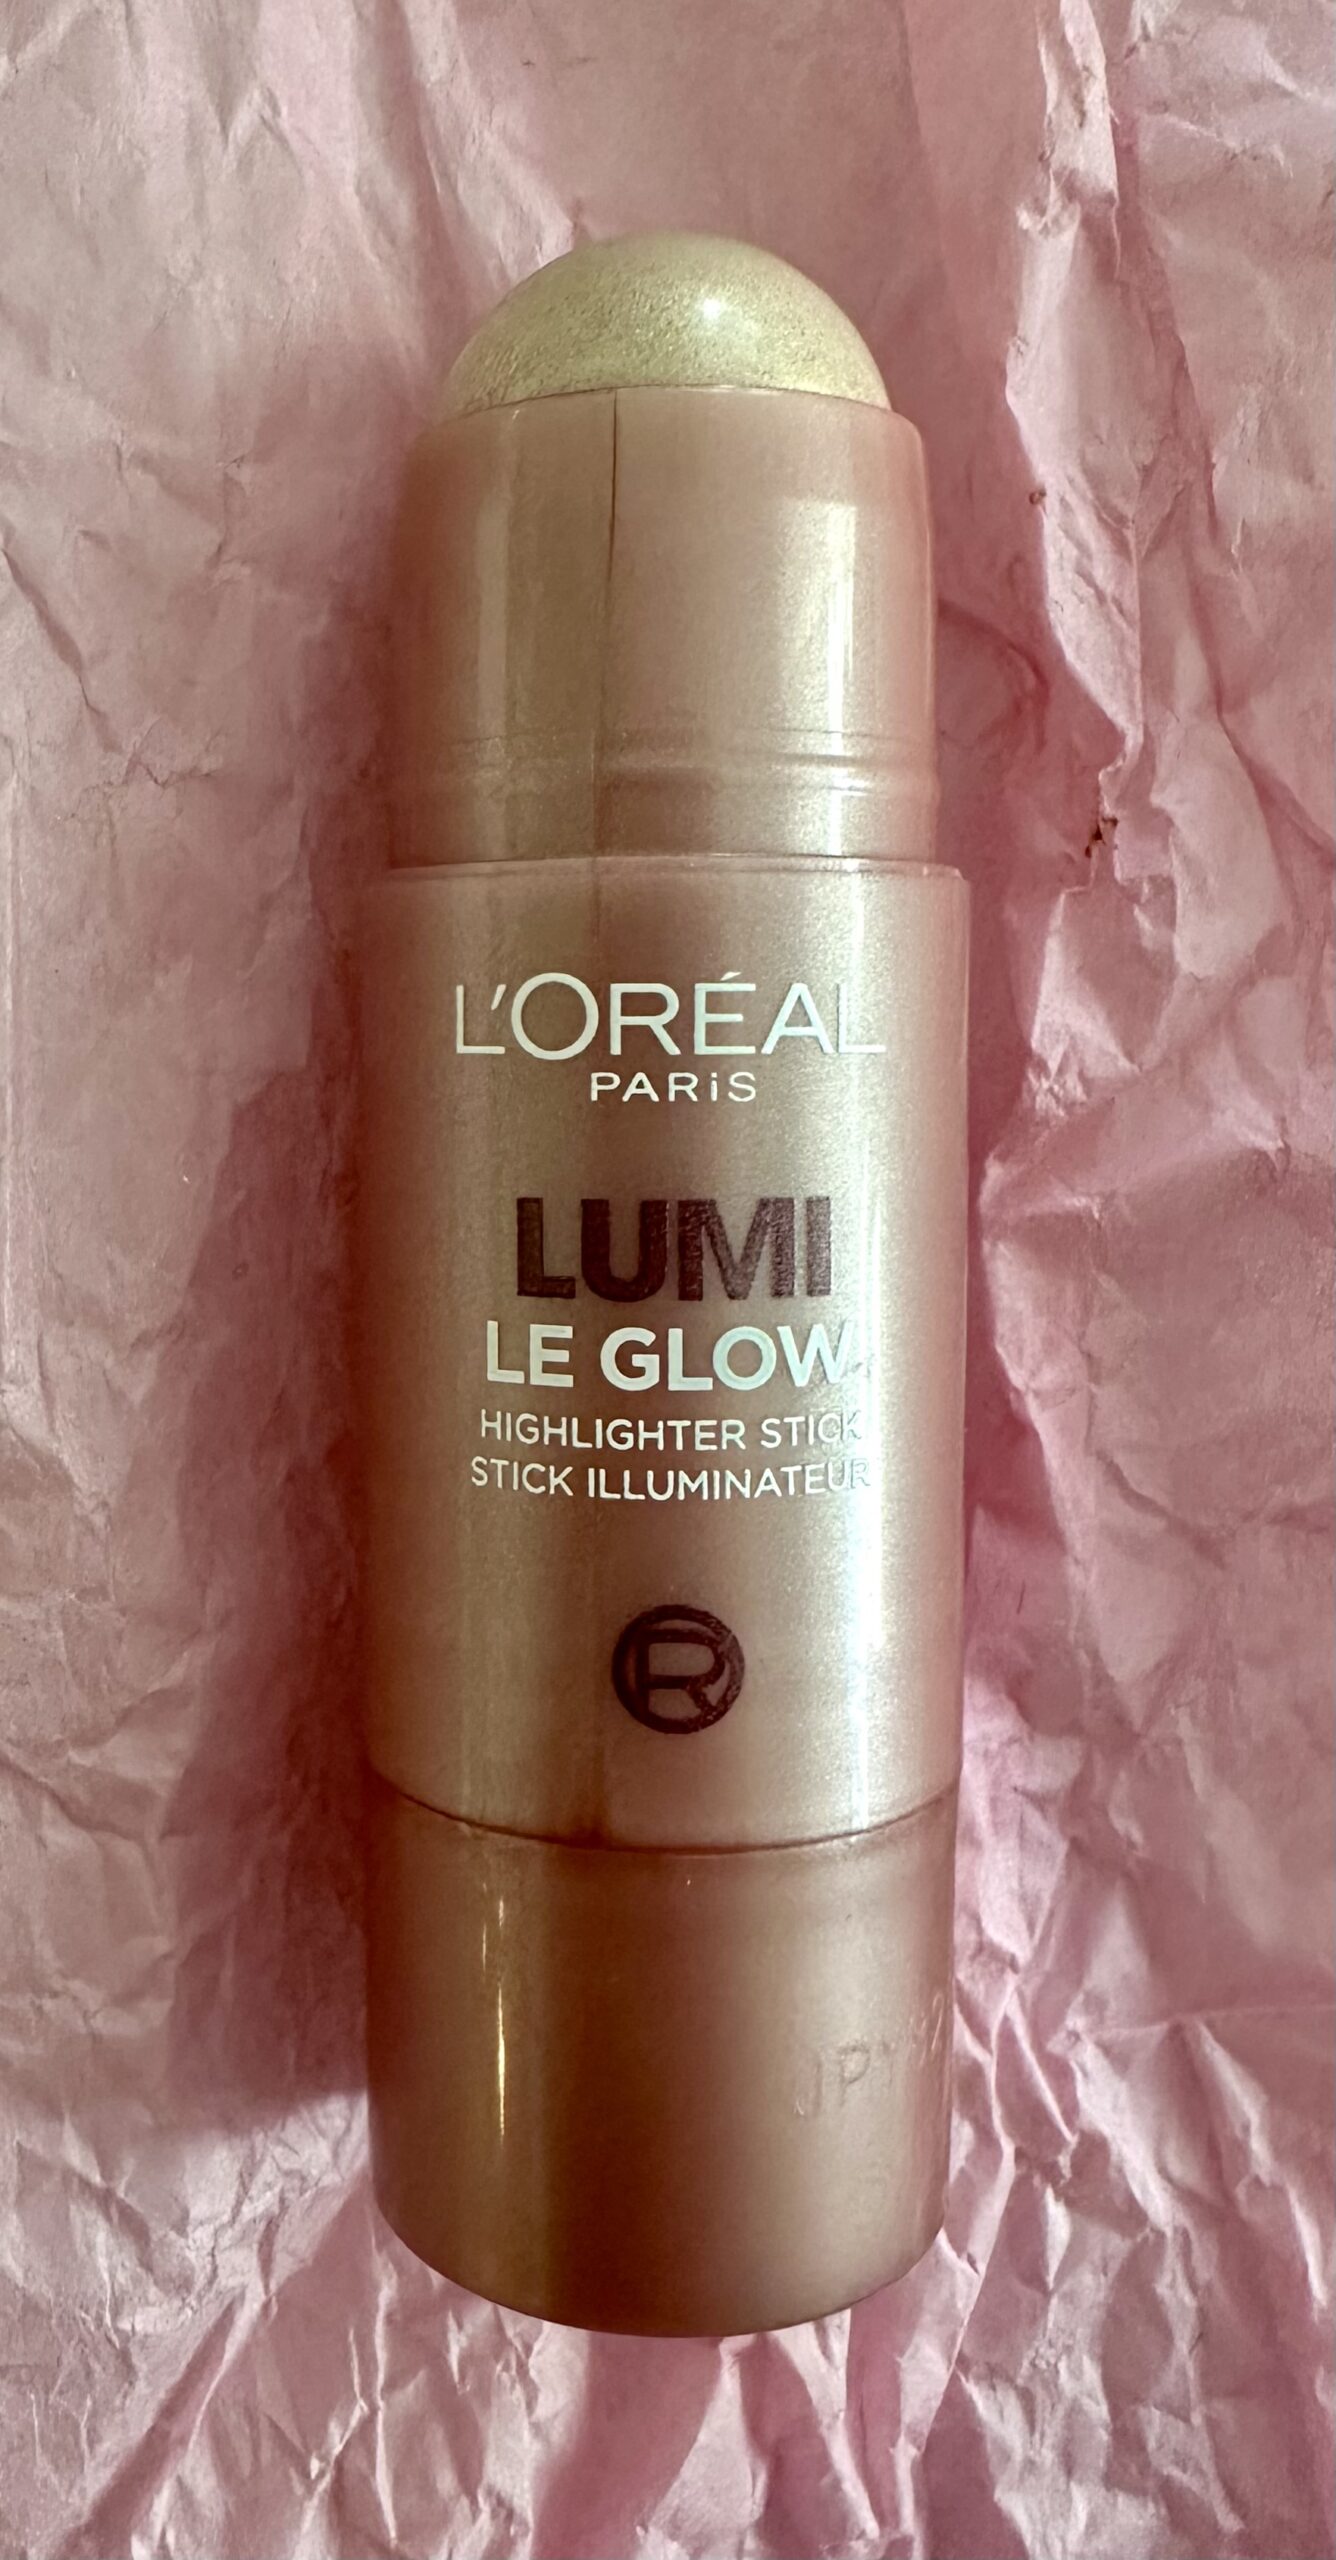 L'ORÉAL
PARiS
LUMI
LE GLOW
HIGHLIGHTER STICK
STICK ILLUMINATEUR
R